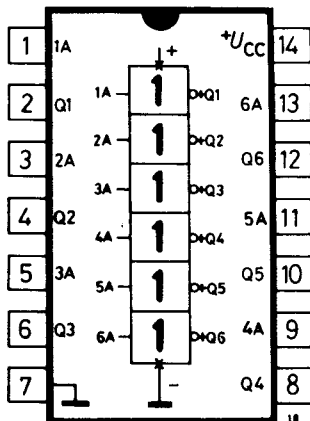 1 1A + +UCC 14
1A 1 Q1
2 Q1 6A 13
2A 1 Q2
3 2A Q6 12
3A 1 Q3
4 Q2 5A 11
4A 1 Q4
5 3A Q5 10
5A 1 Q5
6 Q3 4A 9
6A 1 Q6
7 - Q4 8